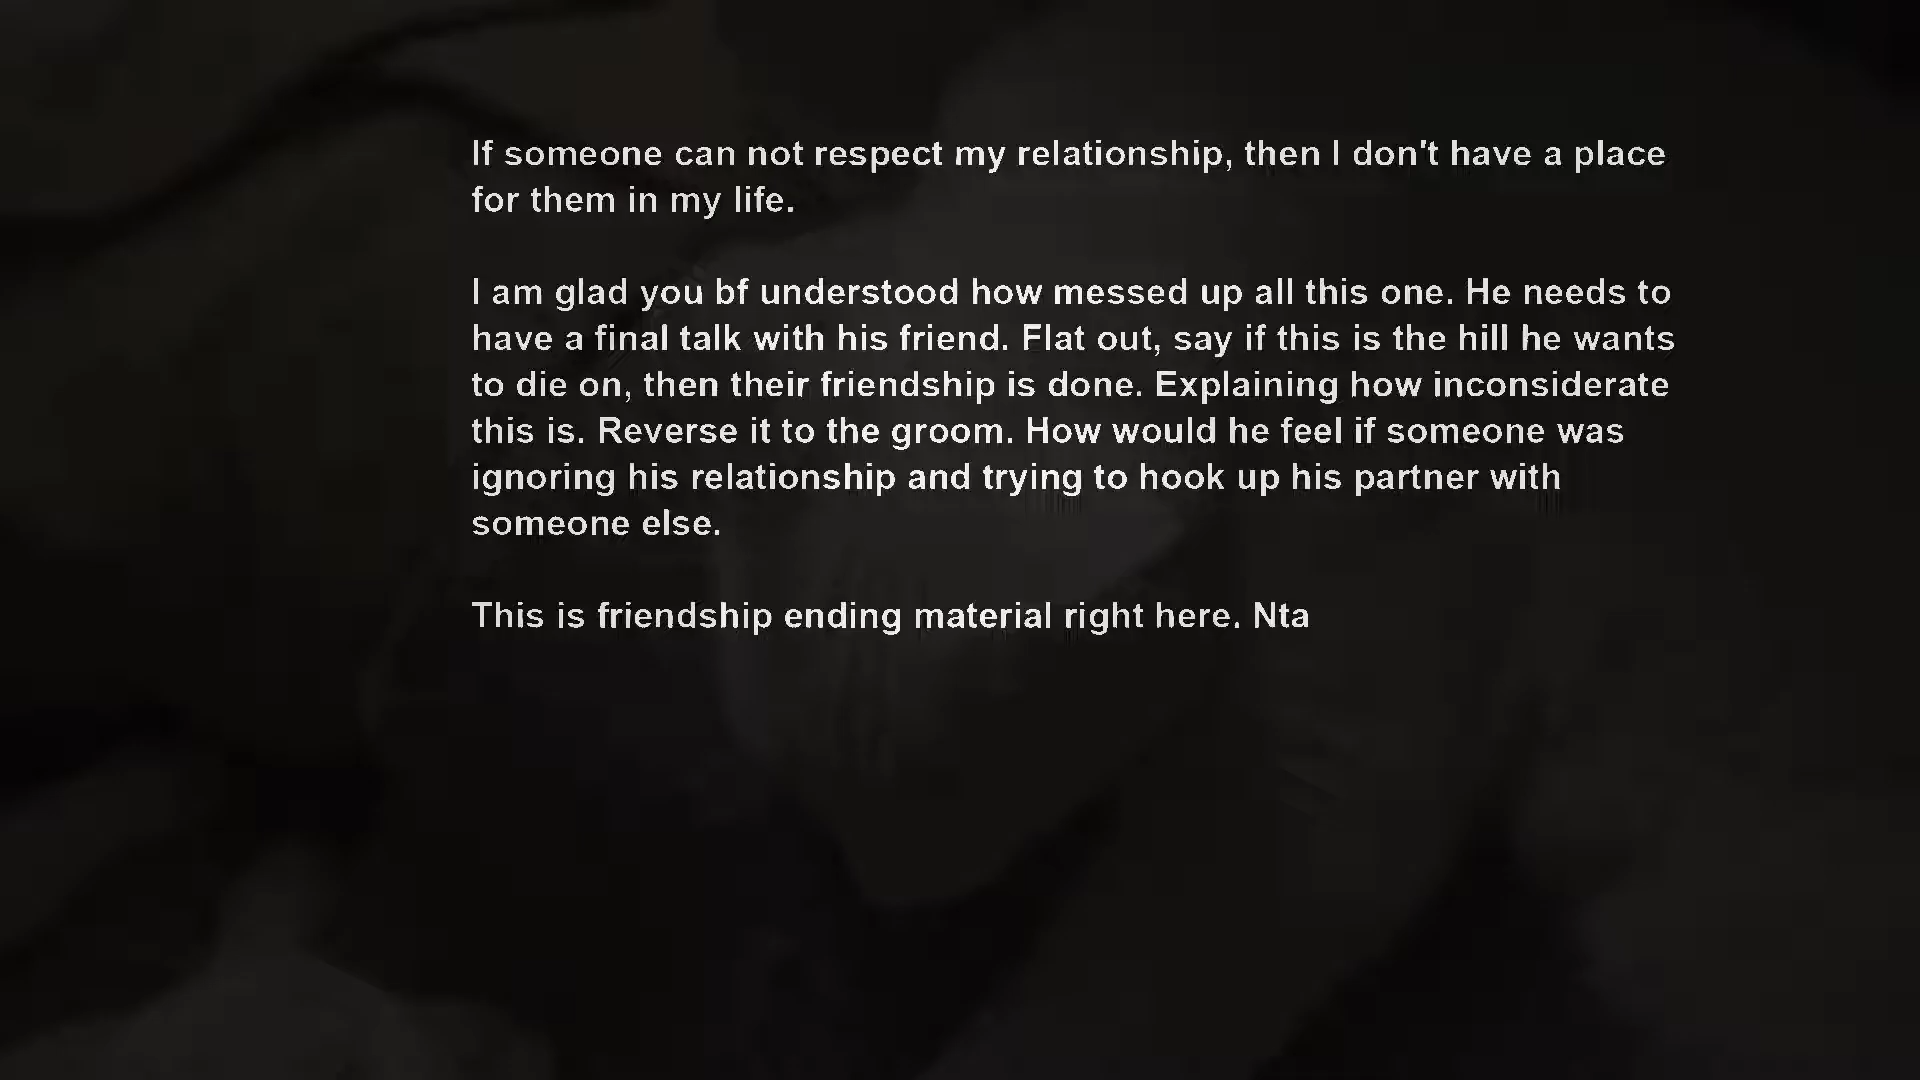 If someone can not respect my relationship, then I don't have a place
for them in my life.
I am glad you bf understood how messed up all this one. He needs to
have a final talk with his friend. Flat out, say if this is the hill he wants
to die on, then their friendship is done. Explaining how inconsiderate
this is. Reverse it to the groom. How would he feel if someone was
ignoring his relationship and trying to hook up his partner with
someone else.
This is friendship ending material right here. Nta